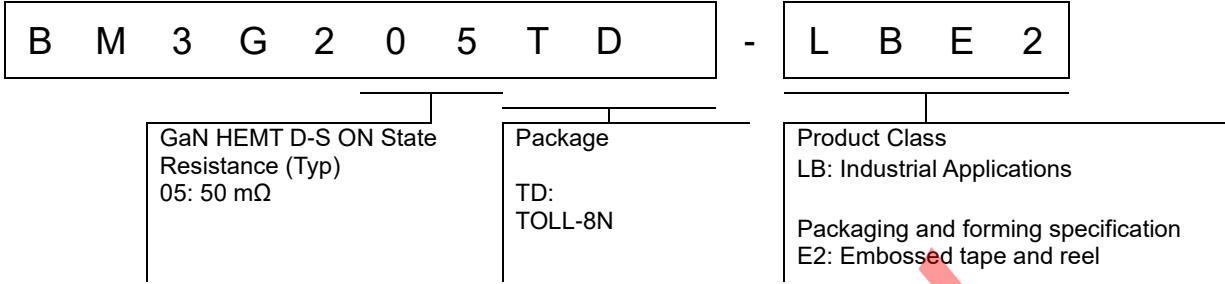 B M 3 G 2 0 5 T D - L B E 2
GaN HEMT D-S ON State
Resistance (Typ)
05: 50 mΩ
Package
TD:
TOLL-8N
Product Class
LB: Industrial Applications
Packaging and forming specification
E2: Embossed tape and reel